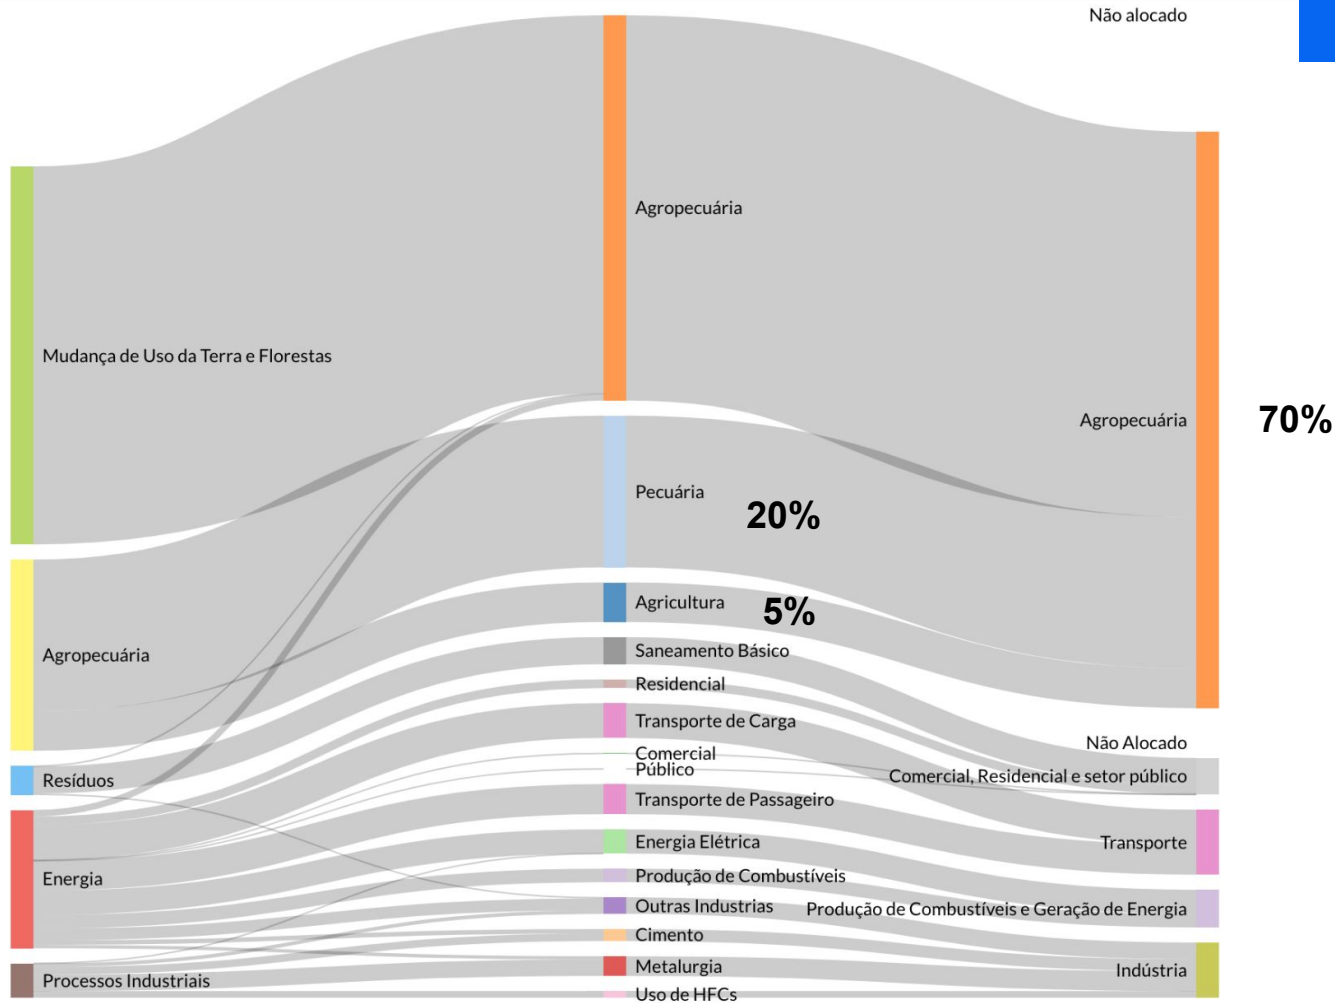 Não alocado
Agropecuária
Mudança de Uso da Terra e Florestas
Agropecuária
70%
Pecuária
20%
Agricultura
5%
Saneamento Básico
Agropecuária
Residencial
Transporte de Carga
Não Alocado
Comercial
Público
Comercial, Residencial e setor público
Resíduos
Transporte de Passageiro
Energia Elétrica
Transporte
Energia
Produção de Combustíveis
Outras Industrias
Produção de Combustíveis e Geração de Energia
Cimento
Metalurgia
Indústria
Processos Industriais
Uso de HFCs